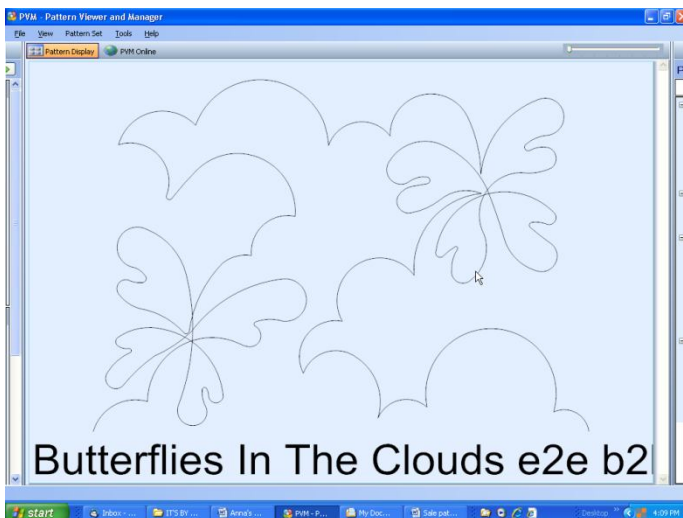 PVM - Pattern Viewer and Manager
File View Pattern Set Tools Help
Pattern Display PVM Online
P
Butterflies In The Clouds e2e b2
start Inbox - ... IT'S BY ... Anna's ... PVM - P... My Doc... Sale pat... Desktop 4:09 PM